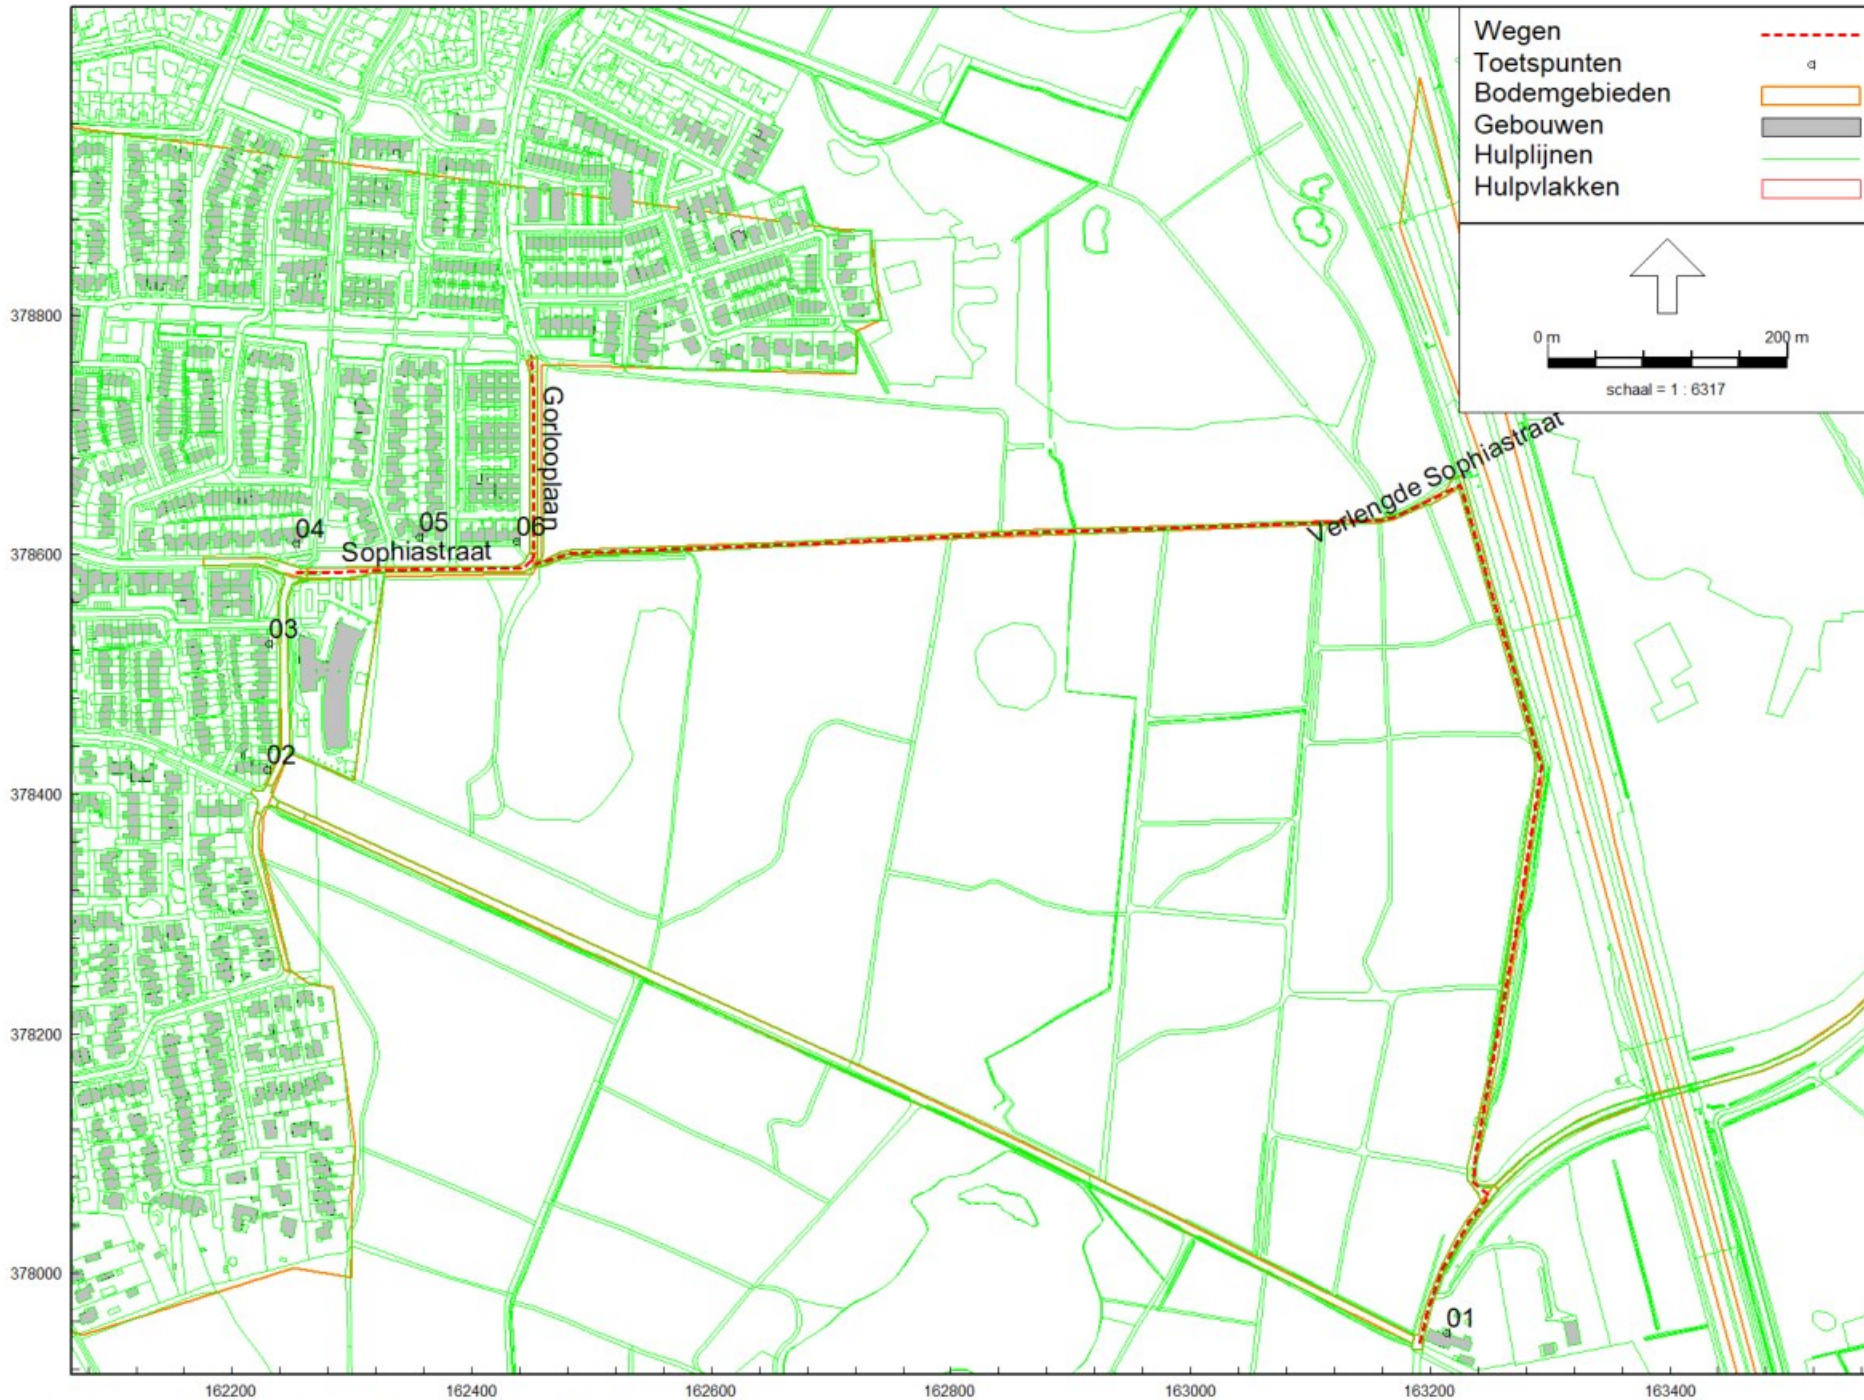 Wegen
Toetspunten
Bodemgebieden
Gebouwen
Hulplijnen
Hulpvlakken
0 m 200 m
schaal = 1 : 6317
378800
378600
378400
378200
378000
Gorlooplaan
Verlengde Sophiastraat
04
05
06
Sophiastraat
03
02
01
162200 162400 162600 162800 163000 163200 163400